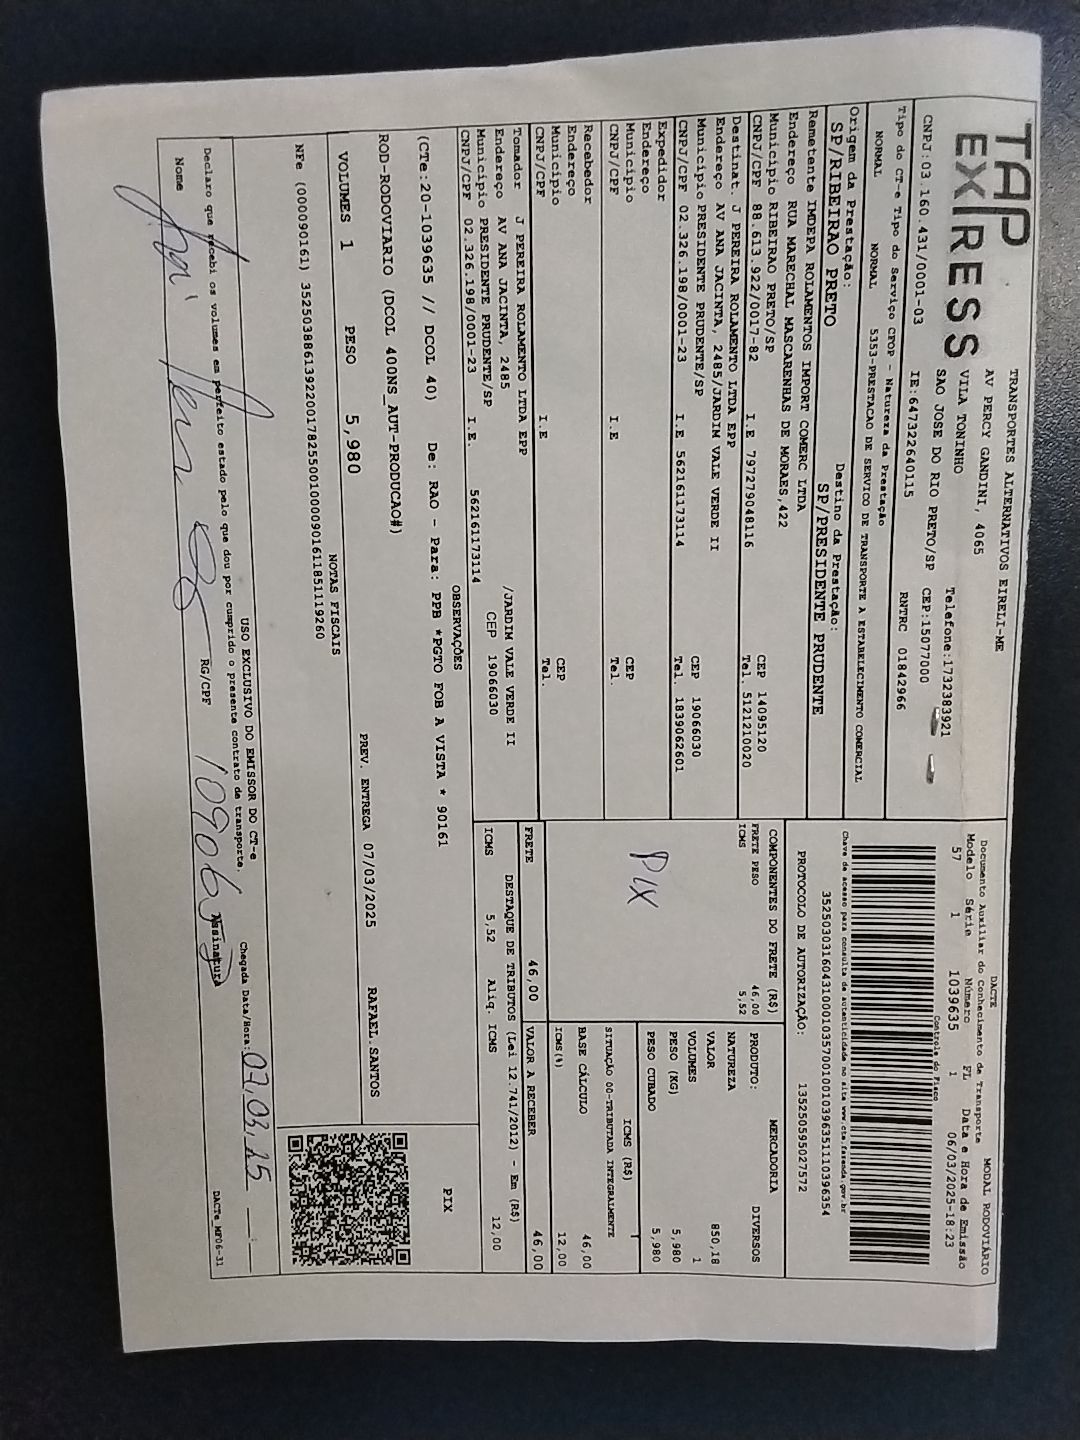 TAP
EXPRESS
TRANSPORTES ALTERNATIVOS EIRELI-ME
AV PERCY GANDINI, 4065
VILA TONINHO
SAO JOSE DO RIO PRETO/SP CEP:15077000
Telefone:1732383921
CNPJ:03.160.431/0001-03 IE:647322640115 RNTRC 01842966
Tipo do CT-e Tipo do Serviço CFOP - Natureza da Prestação
NORMAL NORMAL 5353-PRESTACAO DE SERVICO DE TRANSPORTE A ESTABELECIMENTO COMERCIAL
Origem da Prestação: Destino da Prestação:
SP/RIBEIRAO PRETO SP/PRESIDENTE PRUDENTE
Remetente IMDEPA ROLAMENTOS IMPORT COMERC LTDA
Endereço RUA MARECHAL MASCARENHAS DE MORAES,422
Município RIBEIRAO PRETO/SP CEP 14095120
CNPJ/CPF 88.613.922/0017-82 I.E 797279048116 Tel. 5121210020
Destinat. J PEREIRA ROLAMENTO LTDA EPP
Endereço AV ANA JACINTA, 2485/JARDIM VALE VERDE II
Município PRESIDENTE PRUDENTE/SP CEP 19066030
CNPJ/CPF 02.326.198/0001-23 I.E 562161173114 Tel. 1839062601
Expedidor
Endereço
Município CEP
CNPJ/CPF I.E Tel.
Recebedor
Endereço
Município CEP
CNPJ/CPF I.E Tel.
Tomador J PEREIRA ROLAMENTO LTDA EPP
Endereço AV ANA JACINTA, 2485 /JARDIM VALE VERDE II
Município PRESIDENTE PRUDENTE/SP CEP 19066030
CNPJ/CPF 02.326.198/0001-23 I.E. 562161173114
DACTE MODAL RODOVIÁRIO
Documento Auxiliar do Conhecimento de Transporte
Modelo Série Número FL Data e Hora de Emissão
57 1 1039635 1 06/03/2025-18:23
Controle do Fisco
Chave de acesso para consulta de autenticidade no site www.cte.fazenda.gov.br
35250303160431000103570010010396351110396354
PROTOCOLO DE AUTORIZAÇÃO: 135250595027572
COMPONENTES DO FRETE (R$)
FRETE PESO 46,00
ICMS 5,52
PIX
MERCADORIA
PRODUTO: DIVERSOS
NATUREZA
VALOR 850,18
VOLUMES 1
PESO (KG) 5,980
PESO CUBADO 5,980
ICMS (R$)
SITUAÇÃO 00-TRIBUTADA INTEGRALMENTE
BASE CÁLCULO 46,00
ICMS(%) 12,00
FRETE 46,00 VALOR A RECEBER 46,00
DESTAQUE DE TRIBUTOS (Lei 12.741/2012) - Em (R$)
ICMS 5,52 Aliq. ICMS 12,00
OBSERVAÇÕES
(CTe:20-1039635 // DCOL 40) De: RAO - Para: PPB *PGTO FOB A VISTA * 90161
PIX
ROD-RODOVIARIO (DCOL 400NS_AUT-PRODUCAO#) RAFAEL.SANTOS
VOLUMES 1 PESO 5,980 PREV. ENTREGA 07/03/2025
NOTAS FISCAIS
NFe (000090161) 35250388613922001782550010000901611851119260
USO EXCLUSIVO DO EMISSOR DO CT-e
Declaro que recebi os volumes em perfeito estado pelo que dou por cumprido o presente contrato de transporte.
Chegada Data/Hora: 07,03,25 __:__
Nome RG/CPF Assinatura
DACTe_MF06-31